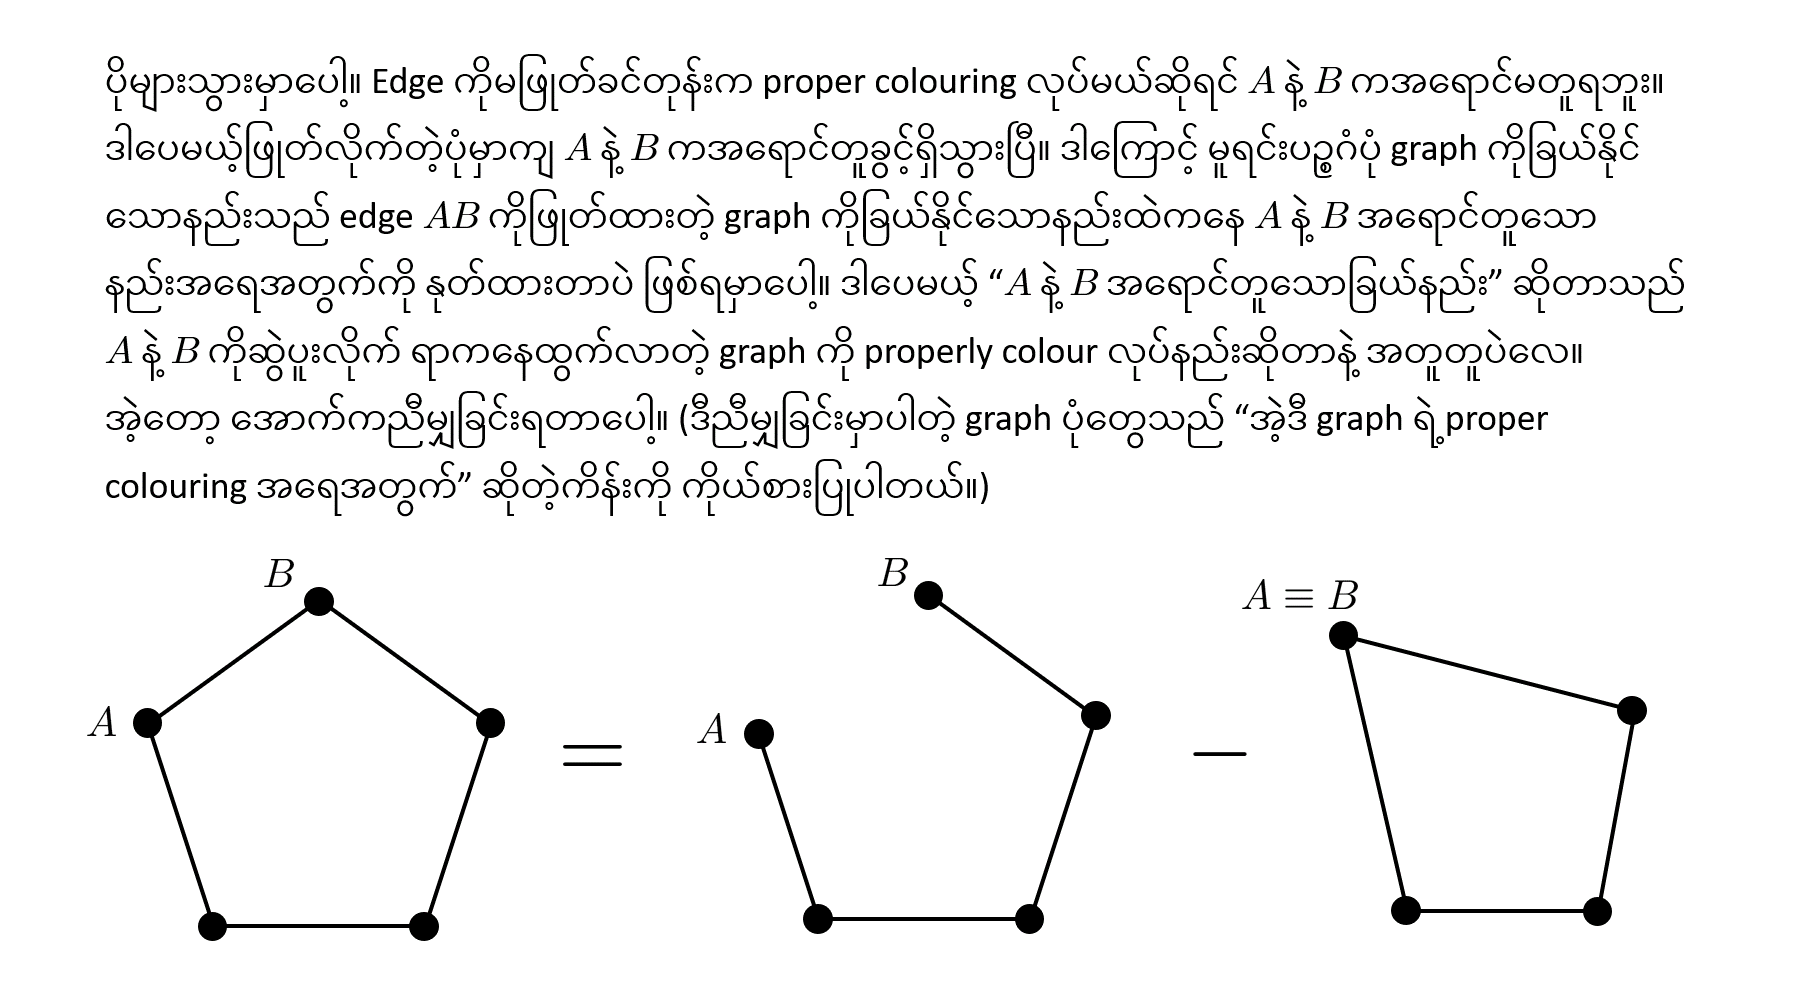 ပိုများသွားမှာပေါ့။ Edge ကိုမဖြုတ်ခင်တုန်းက proper colouring လုပ်မယ်ဆိုရင် A နဲ့ B ကအရောင်မတူရဘူး။
ဒါပေမယ့်ဖြုတ်လိုက်တဲ့ပုံမှာကျ A နဲ့ B ကအရောင်တူခွင့်ရှိသွားပြီ။ ဒါကြောင့် မူရင်းပဉ္စဂံပုံ graph ကိုခြယ်နိုင်
သောနည်းသည် edge AB ကိုဖြုတ်ထားတဲ့ graph ကိုခြယ်နိုင်သောနည်းထဲကနေ A နဲ့ B အရောင်တူသော
နည်းအရေအတွက်ကို နုတ်ထားတာပဲ ဖြစ်ရမှာပေါ့။ ဒါပေမယ့် “A နဲ့ B အရောင်တူသောခြယ်နည်း” ဆိုတာသည်
A နဲ့ B ကိုဆွဲပူးလိုက် ရာကနေထွက်လာတဲ့ graph ကို properly colour လုပ်နည်းဆိုတာနဲ့ အတူတူပဲလေ။
အဲ့တော့ အောက်ကညီမျှခြင်းရတာပေါ့။ (ဒီညီမျှခြင်းမှာပါတဲ့ graph ပုံတွေသည် “အဲ့ဒီ graph ရဲ့ proper
colouring အရေအတွက်” ဆိုတဲ့ကိန်းကို ကိုယ်စားပြုပါတယ်။)
B
A
=
B
A
−
A ≡ B